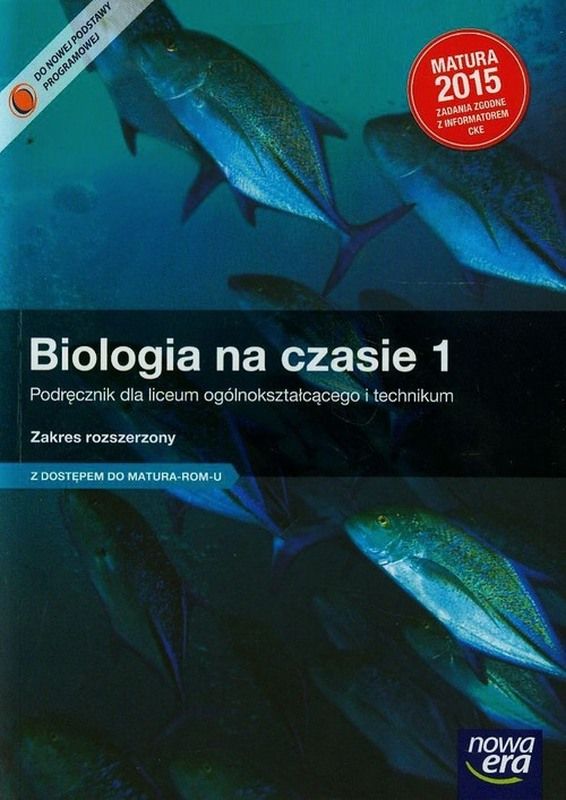 DO NOWEJ PODSTAWY
PROGRAMOWEJ
MATURA
2015
ZADANIA ZGODNE
Z INFORMATOREM
CKE
Biologia na czasie 1
Podręcznik dla liceum ogólnokształcącego i technikum
Zakres rozszerzony
Z DOSTĘPEM DO MATURA-ROM-U
nowa
era